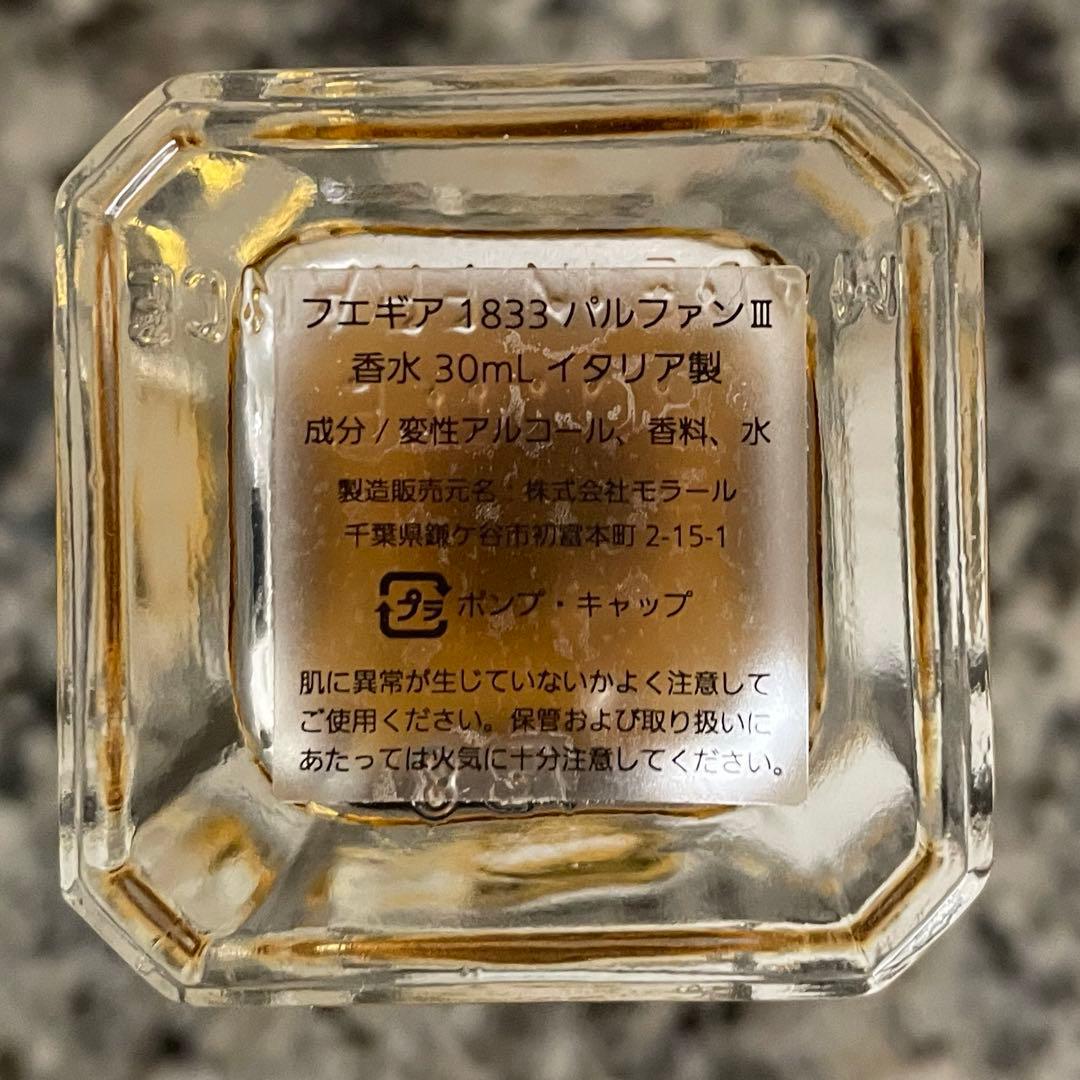 フエギア 1833 パルファンⅢ
香水 30mL イタリア製
成分 / 変性アルコール、香料、水
製造販売元名 : 株式会社モラール
千葉県鎌ケ谷市初富本町 2-15-1
プラ ポンプ・キャップ
肌に異常が生じていないかよく注意して
ご使用ください。保管および取り扱いに
あたっては火気に十分注意してください。